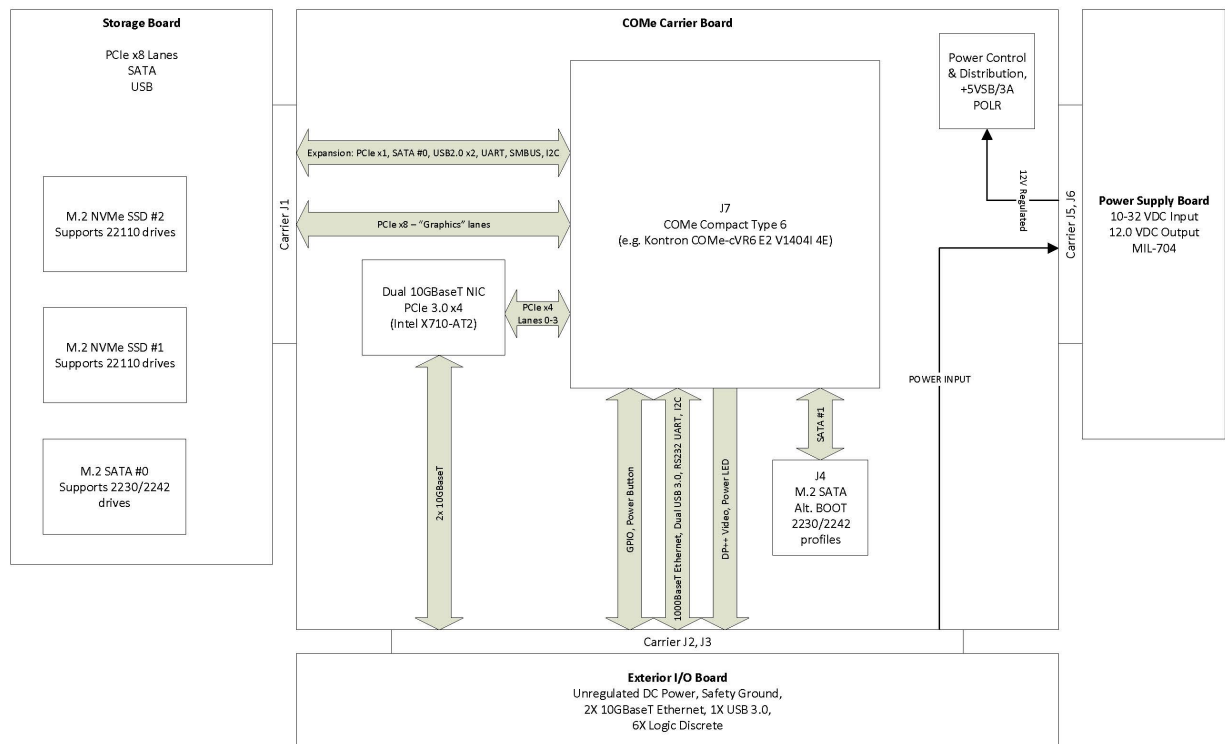 Storage Board
PCIe x8 Lanes
SATA
USB
M.2 NVMe SSD #2
Supports 22110 drives
M.2 NVMe SSD #1
Supports 22110 drives
M.2 SATA #0
Supports 2230/2242
drives
Carrier J1
COMe Carrier Board
Expansion: PCIe x1, SATA #0, USB2.0 x2, UART, SMBUS, I2C
PCIe x8 – “Graphics” lanes
Dual 10GBaseT NIC
PCIe 3.0 x4
(Intel X710-AT2)
PCIe x4
Lanes 0-3
J7
COMe Compact Type 6
(e.g. Kontron COMe-cVR6 E2 V1404I 4E)
Power Control
& Distribution,
+5VSB/3A
POLR
12V Regulated
Carrier J5, J6
Power Supply Board
10-32 VDC Input
12.0 VDC Output
MIL-704
POWER INPUT
2x 10GBaseT
GPIO, Power Button
1000BaseT Ethernet, Dual USB 3.0, RS232 UART, I2C
DP++ Video, Power LED
SATA #1
J4
M.2 SATA
Alt. BOOT
2230/2242
profiles
Carrier J2, J3
Exterior I/O Board
Unregulated DC Power, Safety Ground,
2X 10GBaseT Ethernet, 1X USB 3.0,
6X Logic Discrete